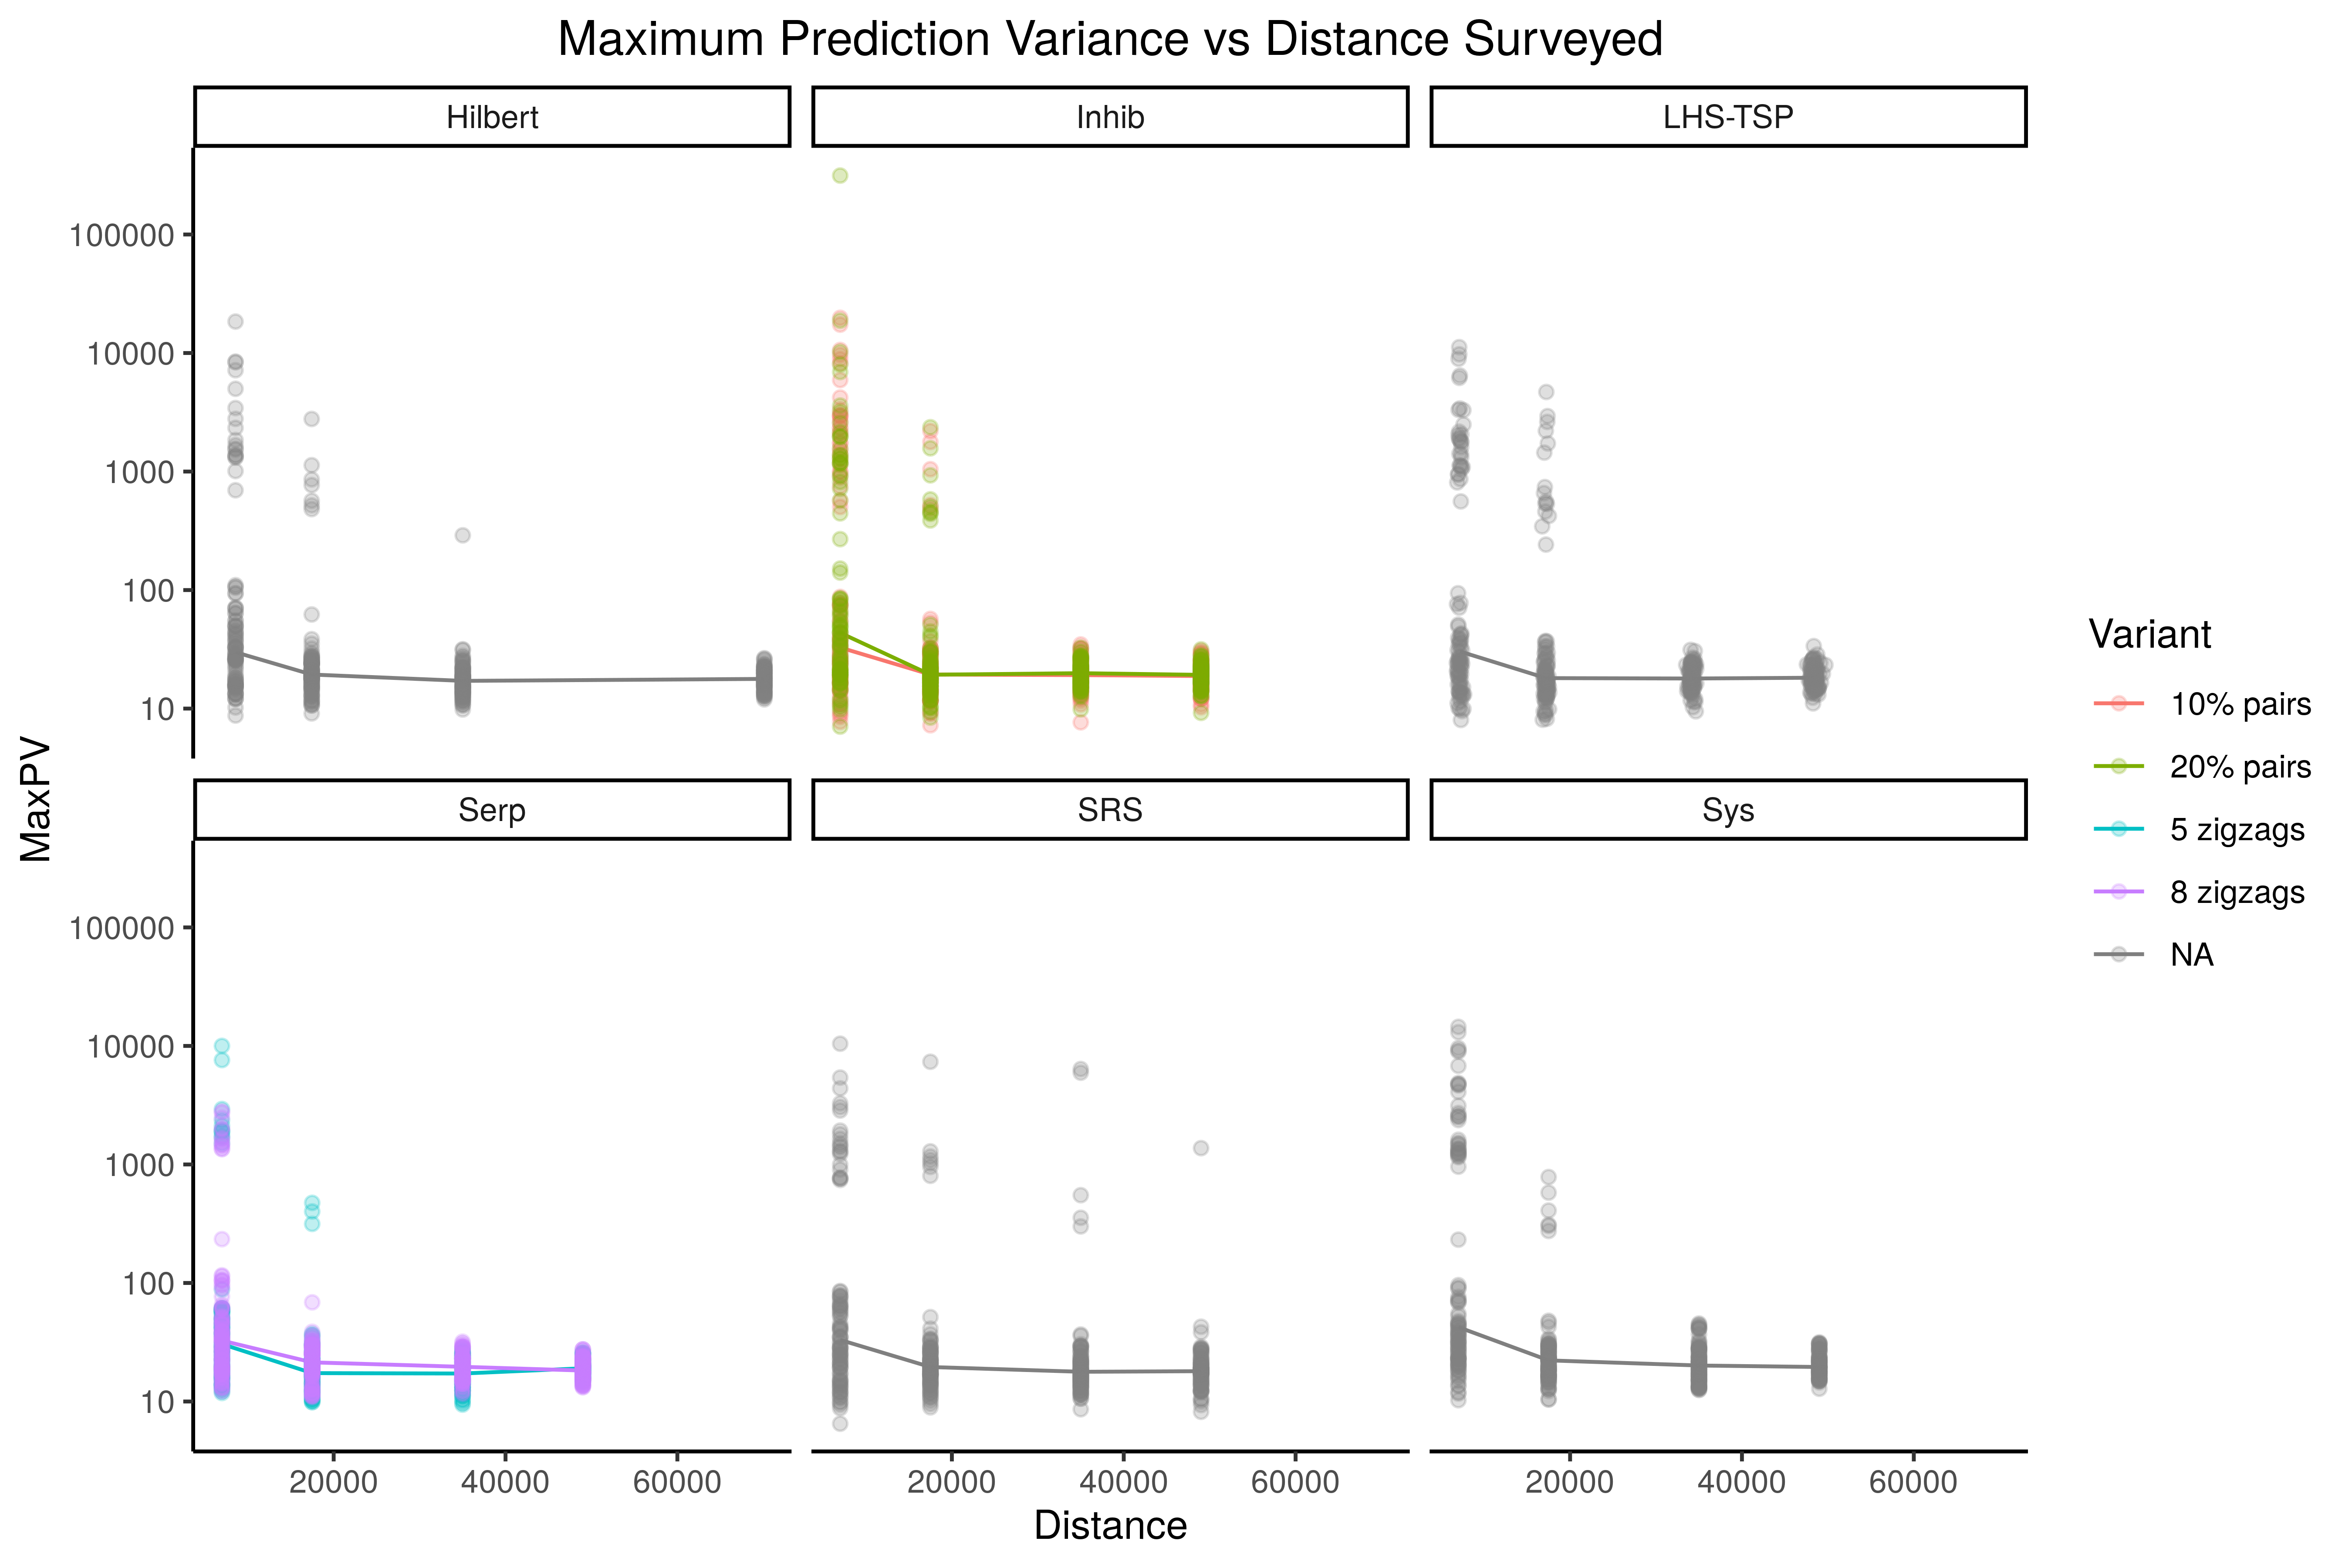 Maximum Prediction Variance vs Distance Surveyed
Hilbert
Inhib
LHS-TSP
100000
10000
1000
100
10
Serp
SRS
Sys
100000
10000
1000
100
10
20000
40000
60000
20000
40000
60000
20000
40000
60000
Distance
MaxPV
Variant
10% pairs
20% pairs
5 zigzags
8 zigzags
NA